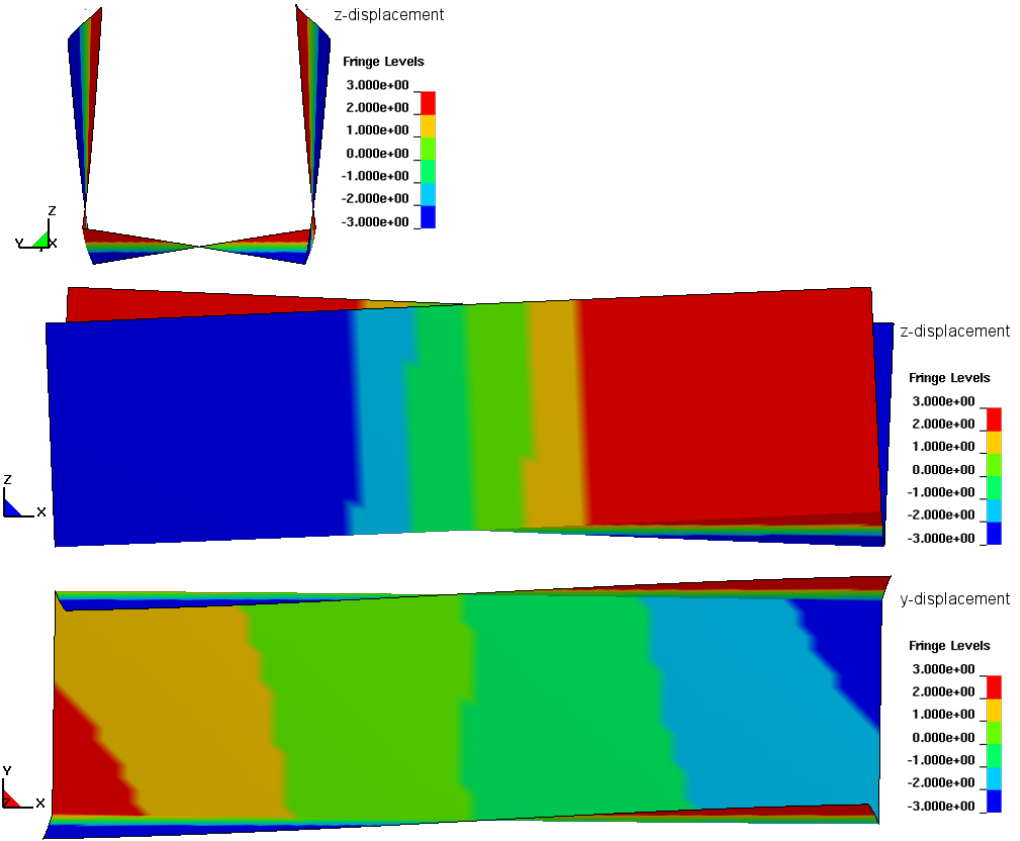 z-displacement
Fringe Levels
3.000e+00
2.000e+00
1.000e+00
0.000e+00
-1.000e+00
-2.000e+00
-3.000e+00
Z
Y X
z-displacement
Fringe Levels
3.000e+00
2.000e+00
1.000e+00
0.000e+00
-1.000e+00
-2.000e+00
-3.000e+00
Z
X
y-displacement
Fringe Levels
3.000e+00
2.000e+00
1.000e+00
0.000e+00
-1.000e+00
-2.000e+00
-3.000e+00
Y
Z X